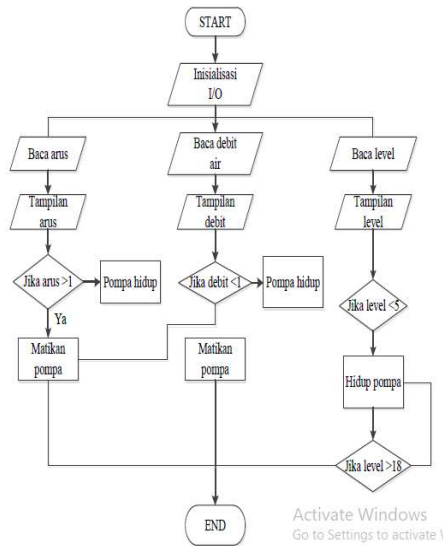 START
Inisialisasi
I/O
Baca arus
Baca debit
air
Baca level
Tampilan
arus
Tampilan
debit
Tampilan
level
Jika arus >1
Pompa hidup
Jika debit <1
Pompa hidup
Jika level <5
Ya
Matikan
pompa
Matikan
pompa
Hidup pompa
Jika level >18
END
Activate Windows
Go to Settings to activate W